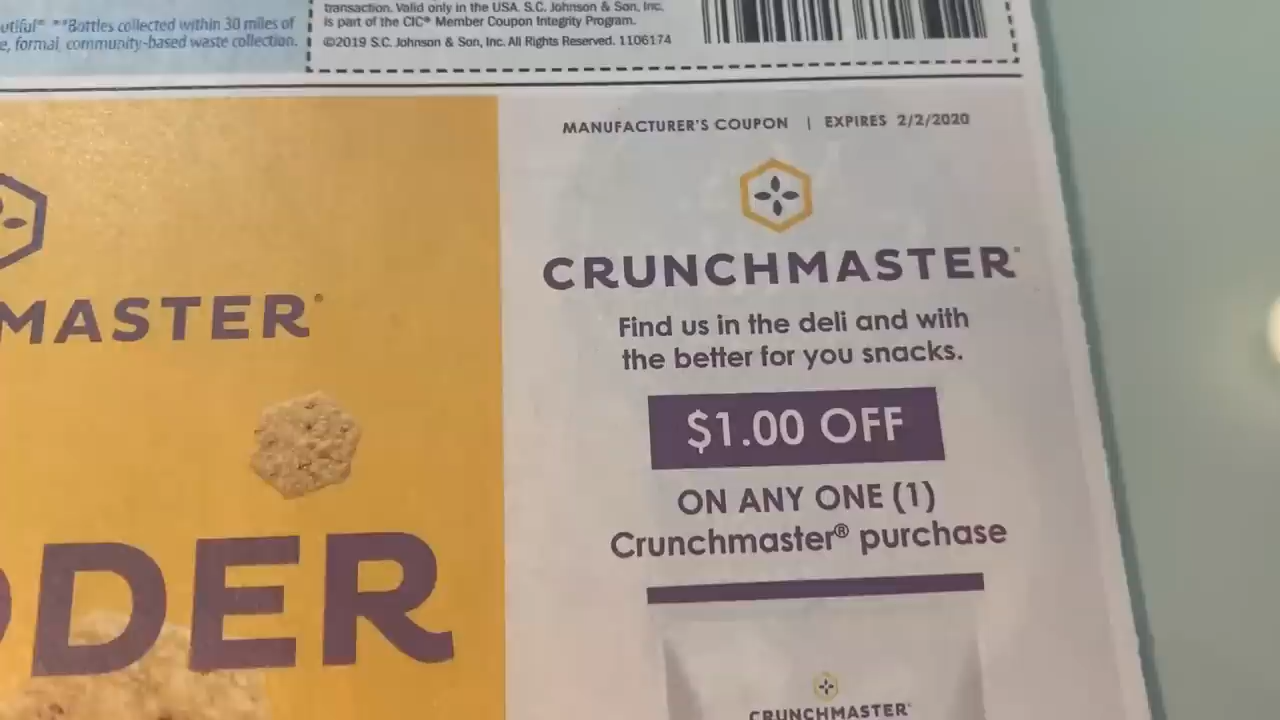 utiful™ **Bottles collected within 30 miles of
e, formal, community-based waste collection.
transaction. Valid only in the USA. S.C. Johnson & Son, Inc.
is part of the CIC® Member Coupon Integrity Program.
©2019 S.C. Johnson & Son, Inc. All Rights Reserved. 1106174
MASTER®
DER
MANUFACTURER'S COUPON | EXPIRES 2/2/2020
CRUNCHMASTER®
Find us in the deli and with
the better for you snacks.
$1.00 OFF
ON ANY ONE (1)
Crunchmaster® purchase
CRUNCHMASTER®